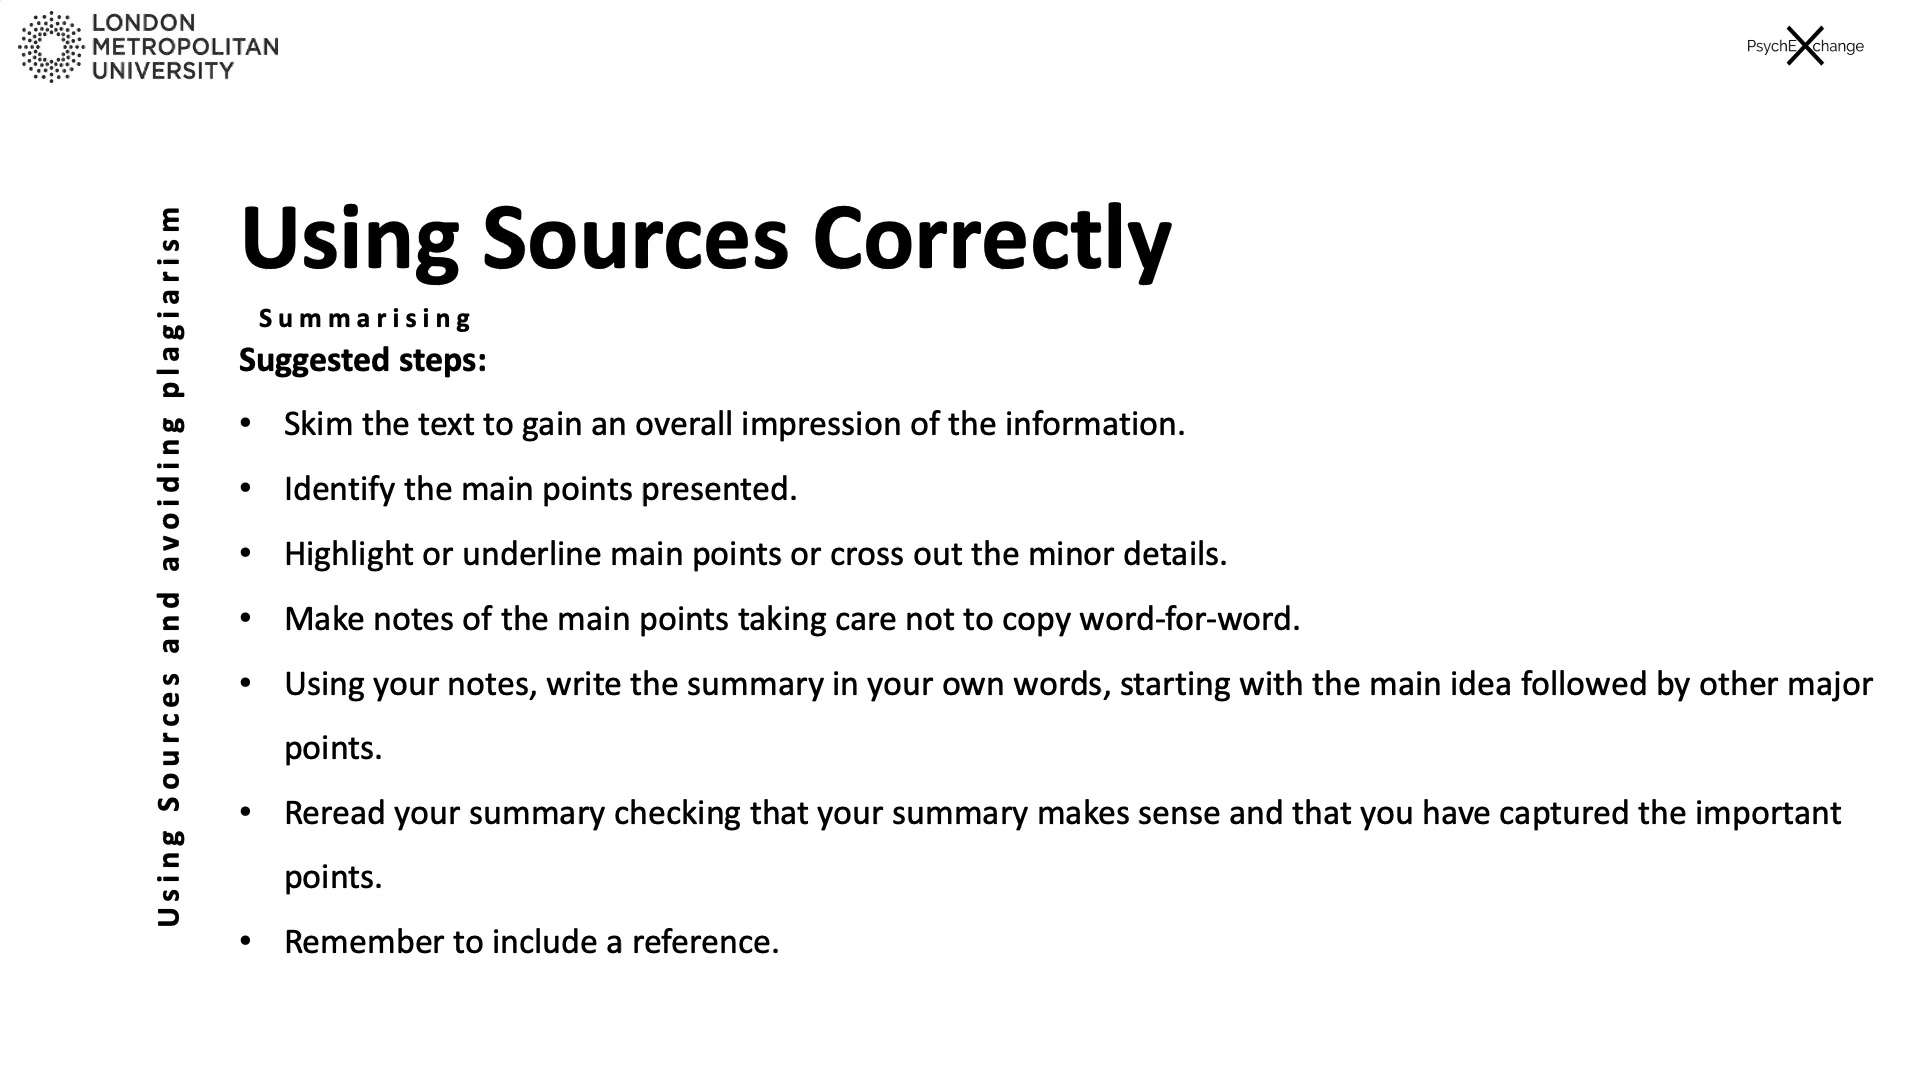 LONDON
METROPOLITAN
UNIVERSITY
PsychEXchange
Using Sources and avoiding plagiarism
Using Sources Correctly
Summarising
Suggested steps:
• Skim the text to gain an overall impression of the information.
• Identify the main points presented.
• Highlight or underline main points or cross out the minor details.
• Make notes of the main points taking care not to copy word-for-word.
• Using your notes, write the summary in your own words, starting with the main idea followed by other major
points.
• Reread your summary checking that your summary makes sense and that you have captured the important
points.
• Remember to include a reference.